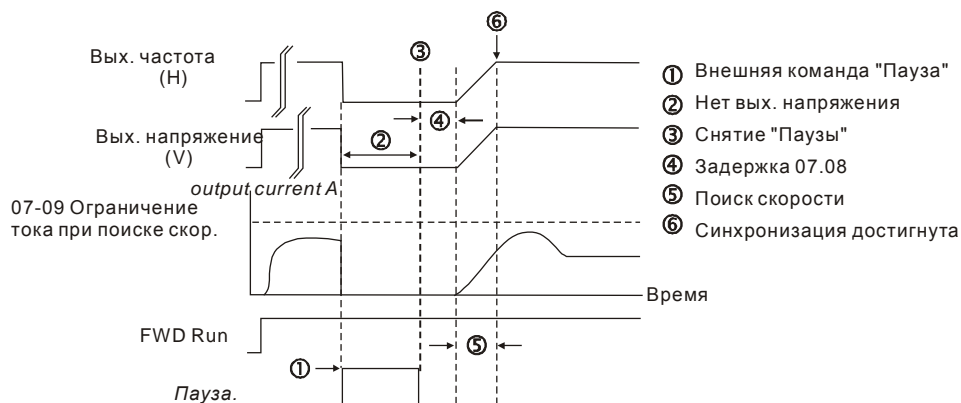 ⑥
Вых. частота
(H)
③
④
Вых. напряжение
(V)
②
output current A
07-09 Ограничение
тока при поиске скор.
Время
FWD Run
⑤
①
Пауза.
① Внешняя команда "Пауза"
② Нет вых. напряжения
③ Снятие "Паузы"
④ Задержка 07.08
⑤ Поиск скорости
⑥ Синхронизация достигнута